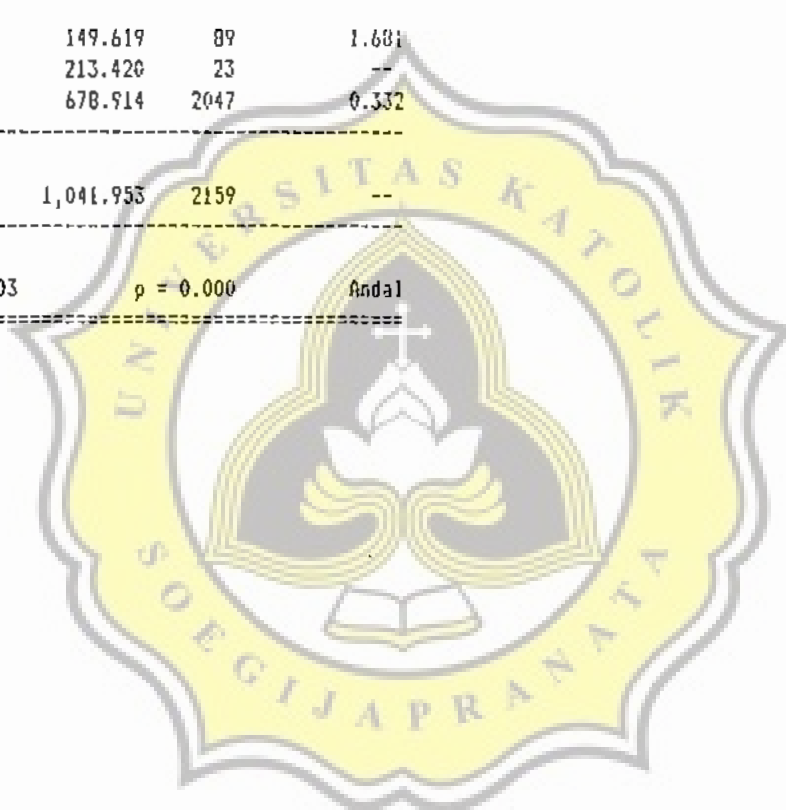 149.619 89 1.681
213.420 23 --
678.914 2047 0.332
1,041.953 2159 --
03 p = 0.000 Andal
UNIVERSITAS KATOLIK
SOEGIJAPRANATA